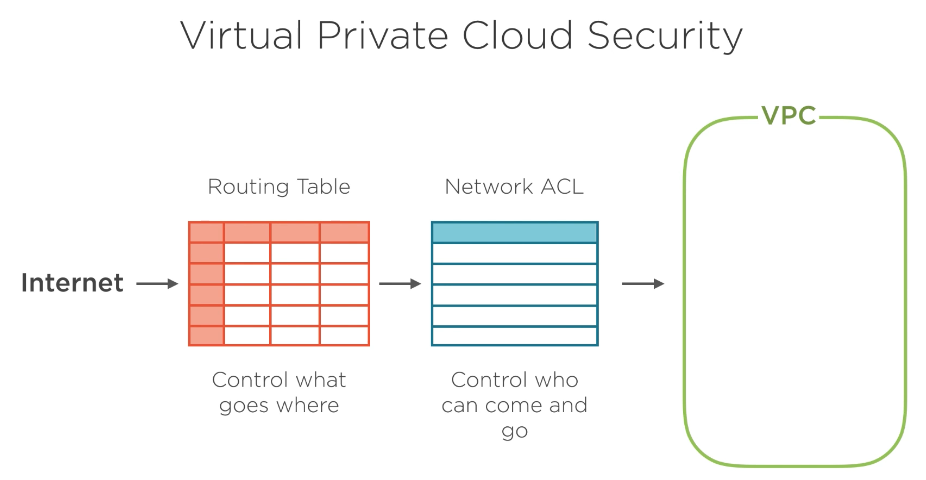 Virtual Private Cloud Security
VPC
Routing Table
Network ACL
Internet
Control what
goes where
Control who
can come and
go